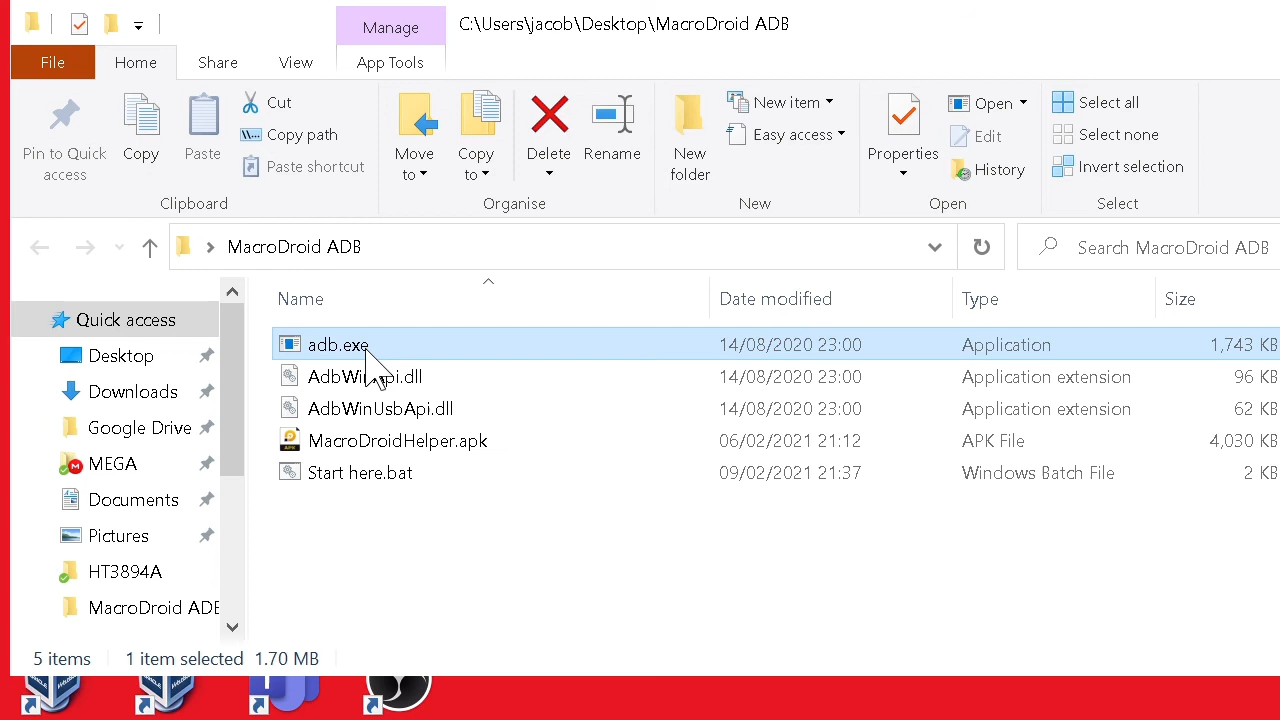 Manage
C:\Users\jacob\Desktop\MacroDroid ADB
File
Home
Share
View
App Tools
Pin to Quick access
Copy
Paste
Cut
Copy path
Paste shortcut
Clipboard
Move to
Copy to
Delete
Rename
Organise
New folder
New item
Easy access
New
Properties
Open
Edit
History
Open
Select all
Select none
Invert selection
Select
MacroDroid ADB
Search MacroDroid ADB
Quick access
Desktop
Downloads
Google Drive
MEGA
Documents
Pictures
HT3894A
MacroDroid ADB
Name Date modified Type Size
adb.exe 14/08/2020 23:00 Application 1,743 KB
14/08/2020 23:00 Application extension 96 KB
AdbWinUsbApi.dll 14/08/2020 23:00 Application extension 62 KB
MacroDroidHelper.apk 06/02/2021 21:12 APK File 4,030 KB
Start here.bat 09/02/2021 21:37 Windows Batch File 2 KB
5 items 1 item selected 1.70 MB